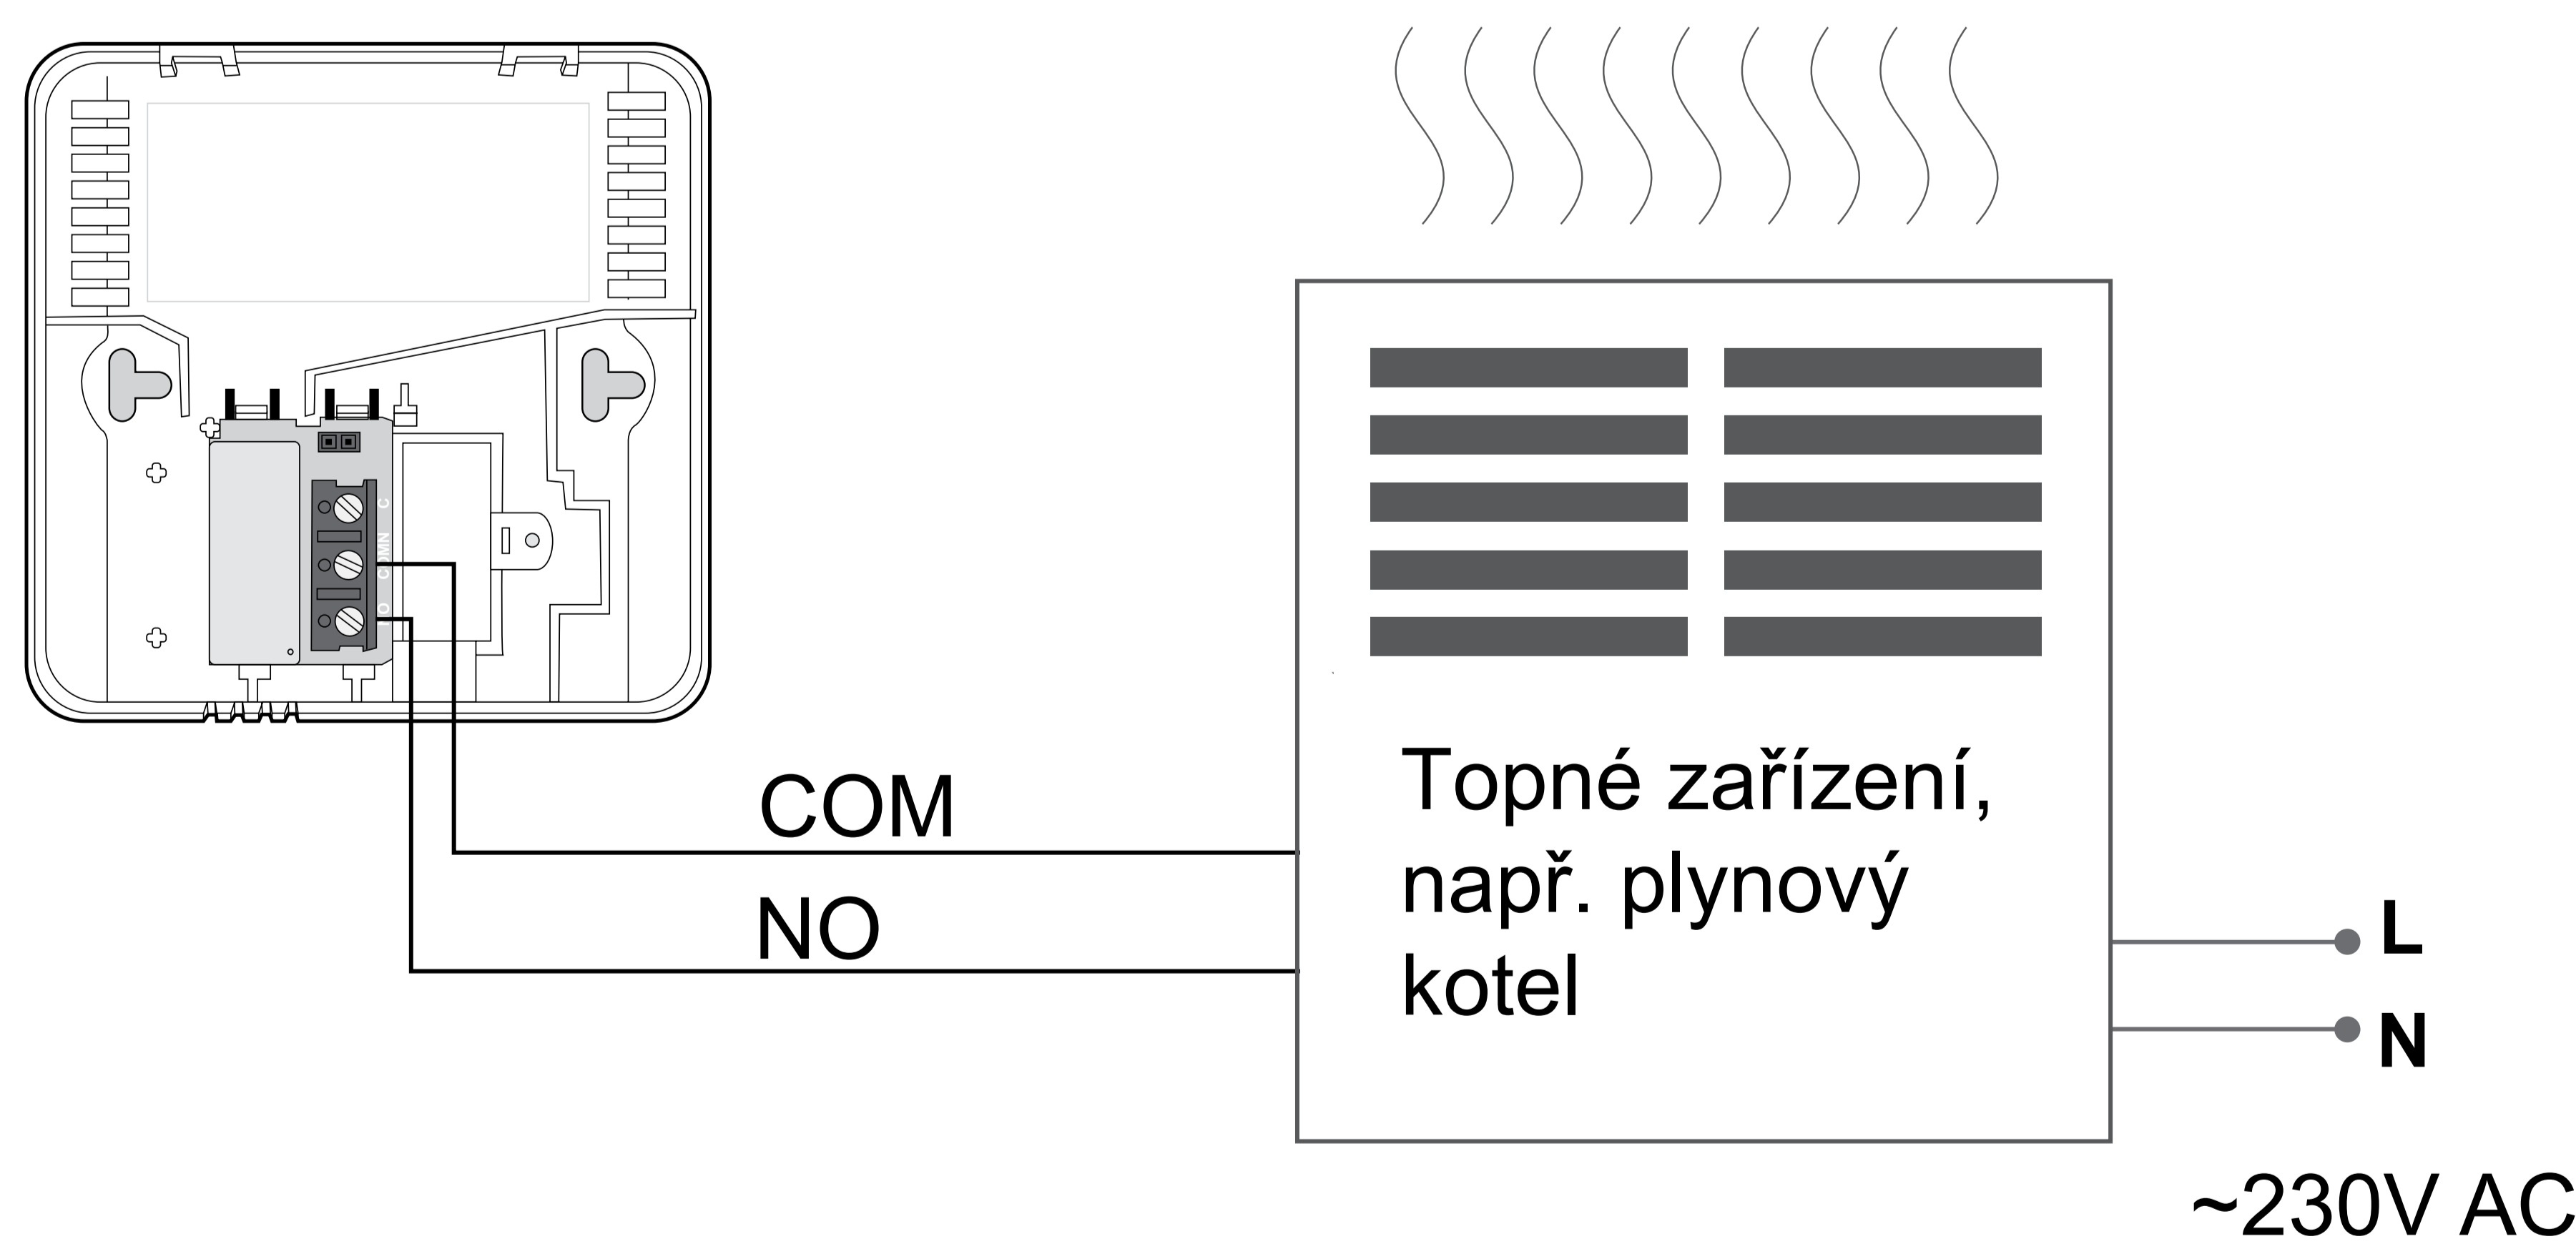 COM
NO
Topné zařízení,
např. plynový
kotel
L
N
~230V AC